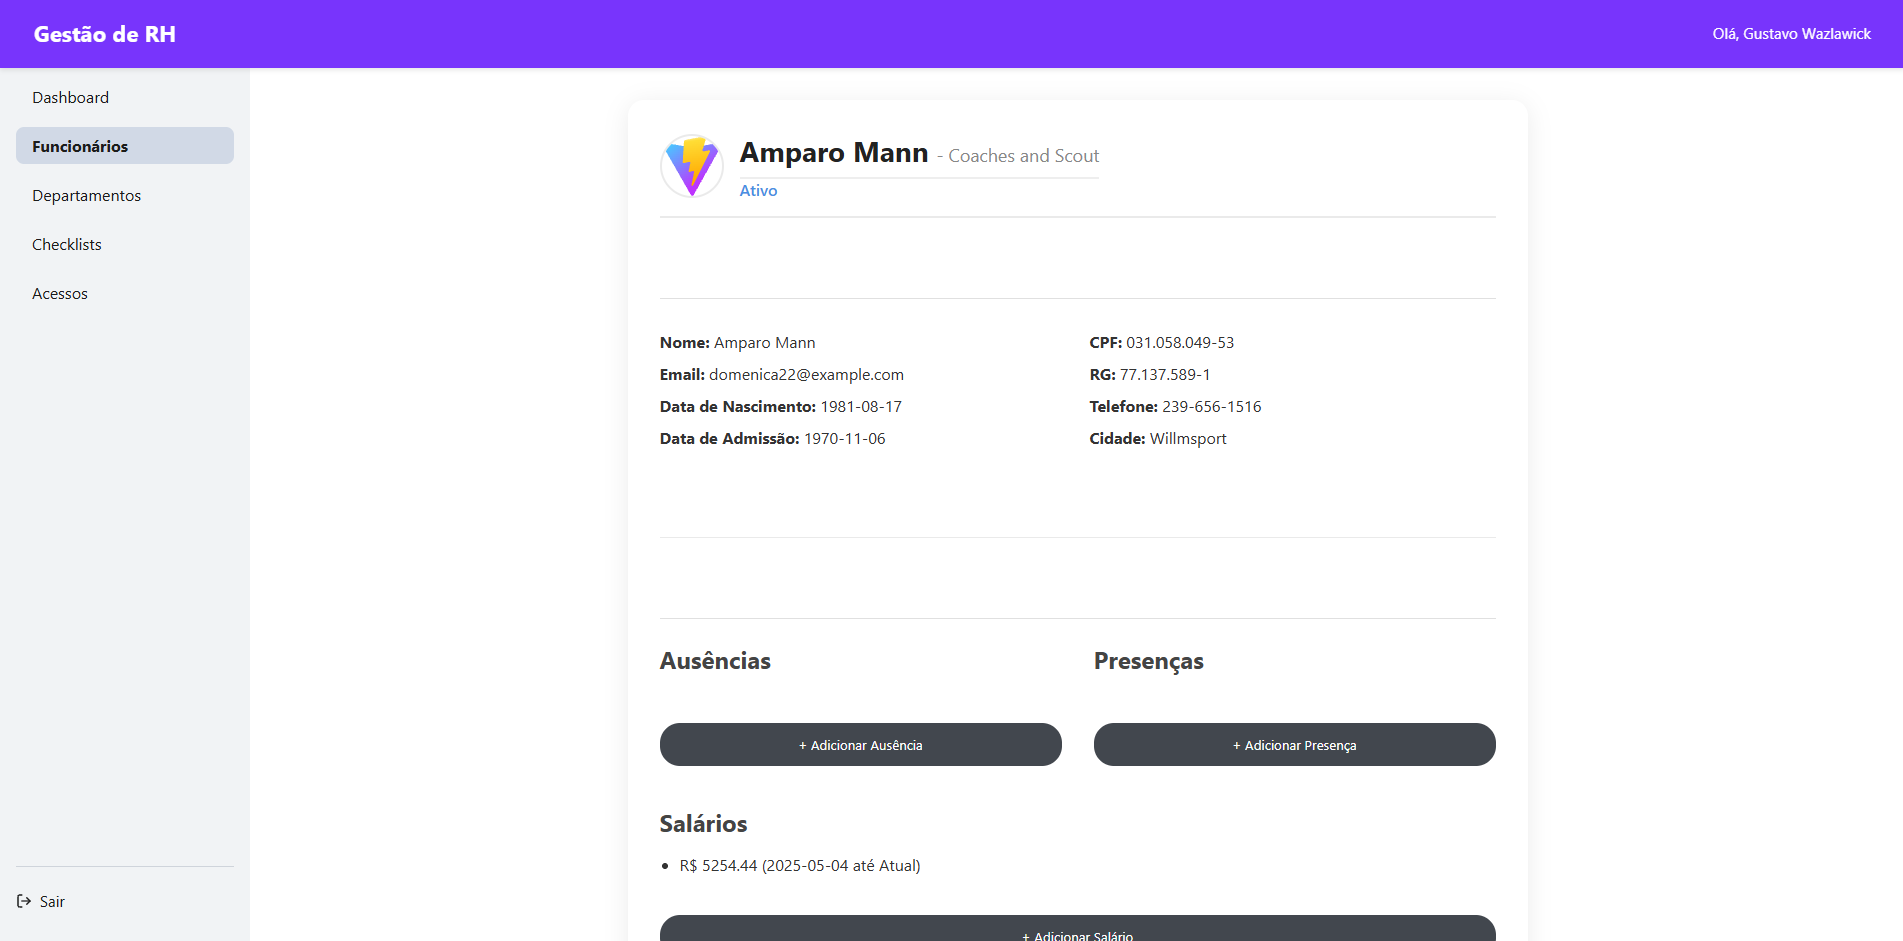 Gestão de RH
Olá, Gustavo Wazlawick
Dashboard
Funcionários
Departamentos
Checklists
Acessos
Sair
Amparo Mann - Coaches and Scout
Ativo
Nome: Amparo Mann
Email: domenica22@example.com
Data de Nascimento: 1981-08-17
Data de Admissão: 1970-11-06
CPF: 031.058.049-53
RG: 77.137.589-1
Telefone: 239-656-1516
Cidade: Willmsport
Ausências
+ Adicionar Ausência
Presenças
+ Adicionar Presença
Salários
• R$ 5254.44 (2025-05-04 até Atual)
+ Adicionar Salário